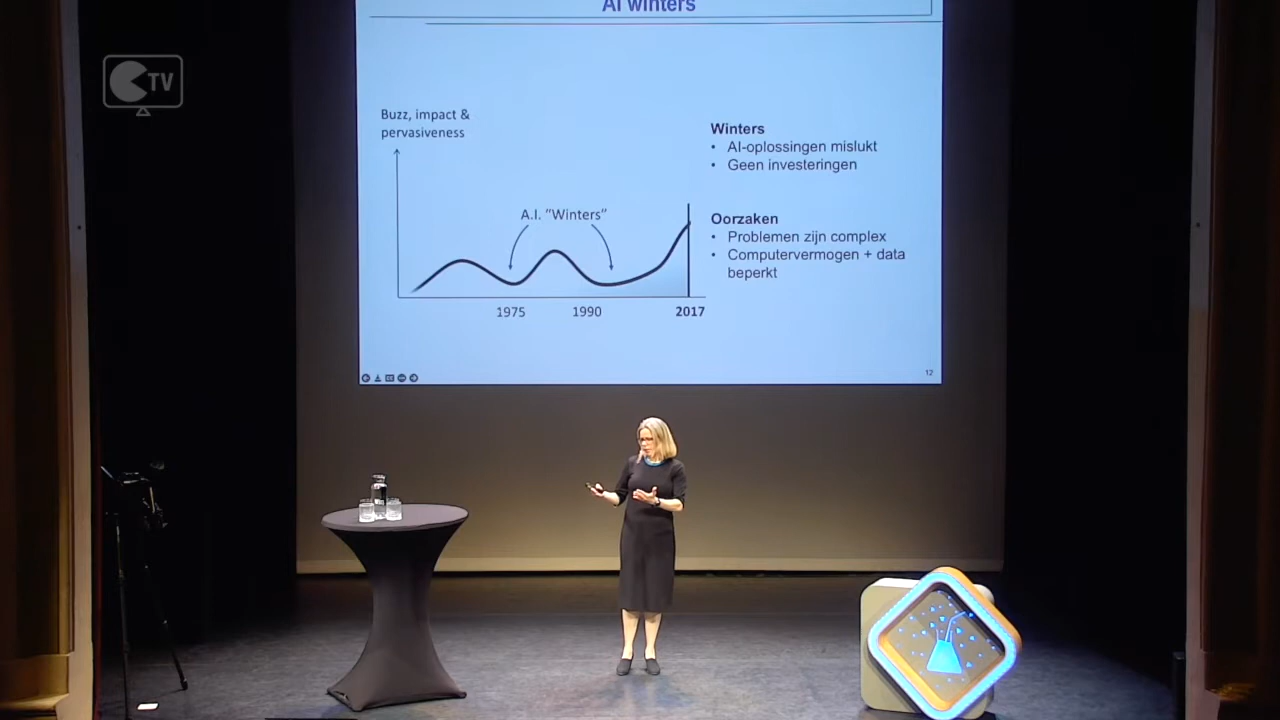 AI winters
TV
Buzz, impact &
pervasiveness
Winters
• AI-oplossingen mislukt
• Geen investeringen
A.I. "Winters"
Oorzaken
• Problemen zijn complex
• Computervermogen + data
beperkt
1975
1990
2017
12